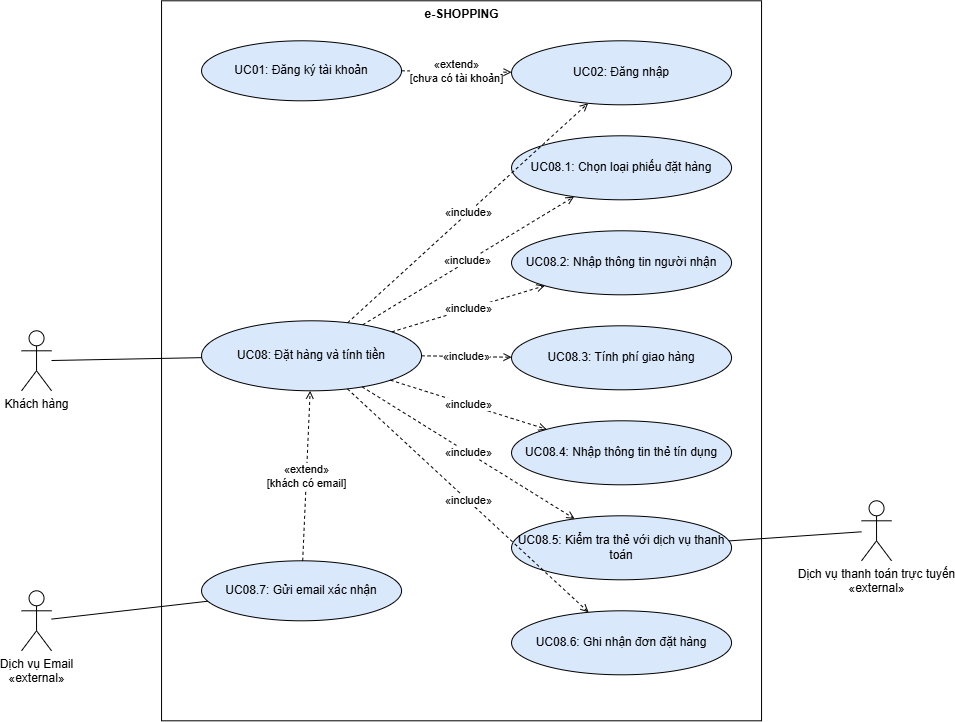 e-SHOPPING
UC01: Đăng ký tài khoản
«extend»
[chưa có tài khoản]
UC02: Đăng nhập
UC08.1: Chọn loại phiếu đặt hàng
«include»
«include»
UC08.2: Nhập thông tin người nhận
«include»
UC08: Đặt hàng và tính tiền
«include»
UC08.3: Tính phí giao hàng
Khách hàng
«include»
UC08.4: Nhập thông tin thẻ tín dụng
«include»
«extend»
[khách có email]
«include»
UC08.5: Kiểm tra thẻ với dịch vụ thanh
toán
Dịch vụ thanh toán trực tuyến
«external»
UC08.7: Gửi email xác nhận
UC08.6: Ghi nhận đơn đặt hàng
Dịch vụ Email
«external»